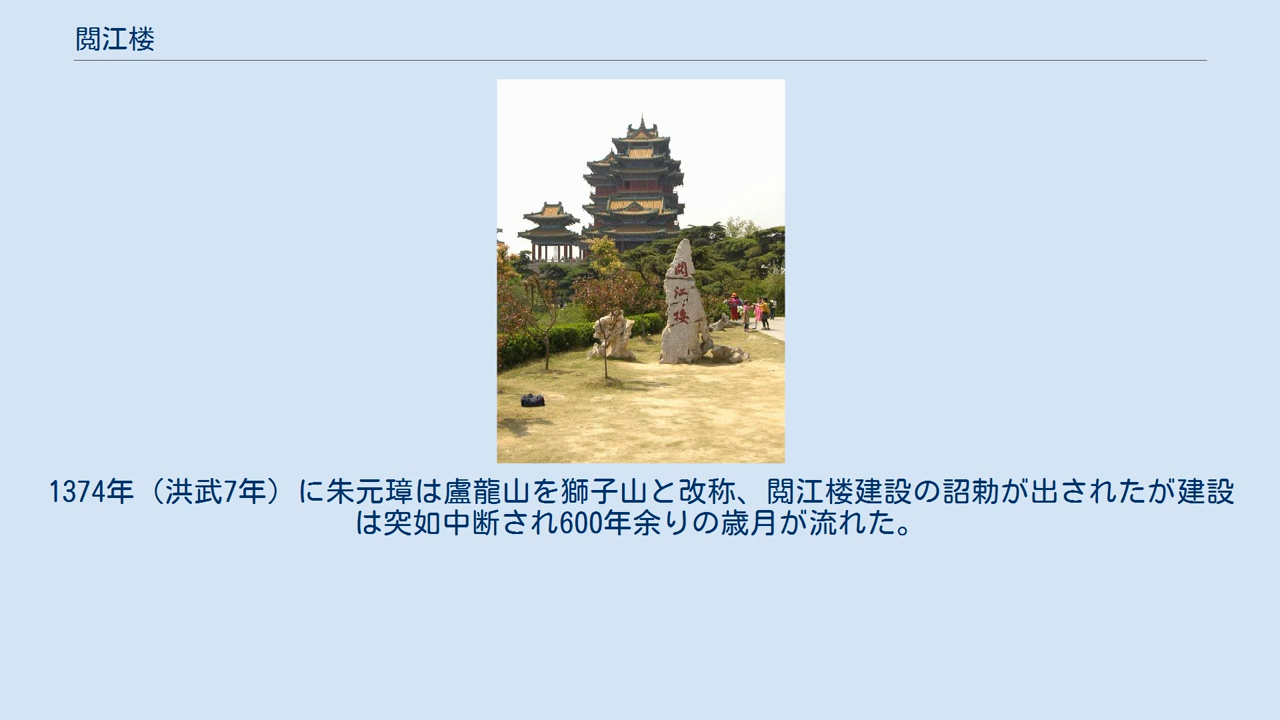 閲江楼
閲
江
楼
1374年（洪武7年）に朱元璋は盧龍山を獅子山と改称、閲江楼建設の詔勅が出されたが建設
は突如中断され600年余りの歳月が流れた。